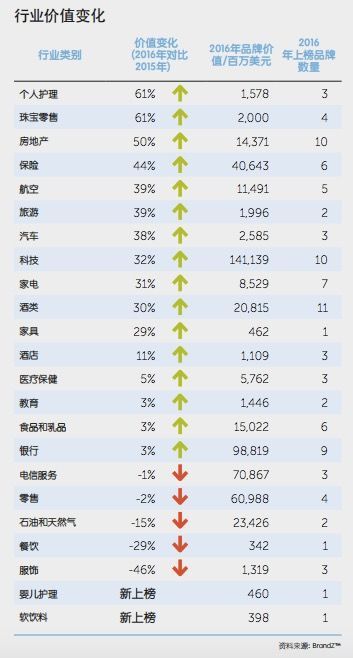 行业价值变化
行业类别 价值变化 2016年品牌价 2016
(2016年对比 值/百万美元 年上榜品牌
2015年) 数量
个人护理 61% 1,578 3
珠宝零售 61% 2,000 4
房地产 50% 14,371 10
保险 44% 40,643 6
航空 39% 11,491 5
旅游 39% 1,996 2
汽车 38% 2,585 3
科技 32% 141,139 10
家电 31% 8,529 7
酒类 30% 20,815 11
家具 29% 462 1
酒店 11% 1,109 3
医疗保健 5% 5,762 3
教育 3% 1,446 2
食品和乳品 3% 15,022 6
银行 3% 98,819 9
电信服务 -1% 70,867 3
零售 -2% 60,988 4
石油和天然气 -15% 23,426 2
餐饮 -29% 342 1
服饰 -46% 1,319 3
婴儿护理 新上榜 460 1
软饮料 新上榜 398 1
资料来源: BrandZ™